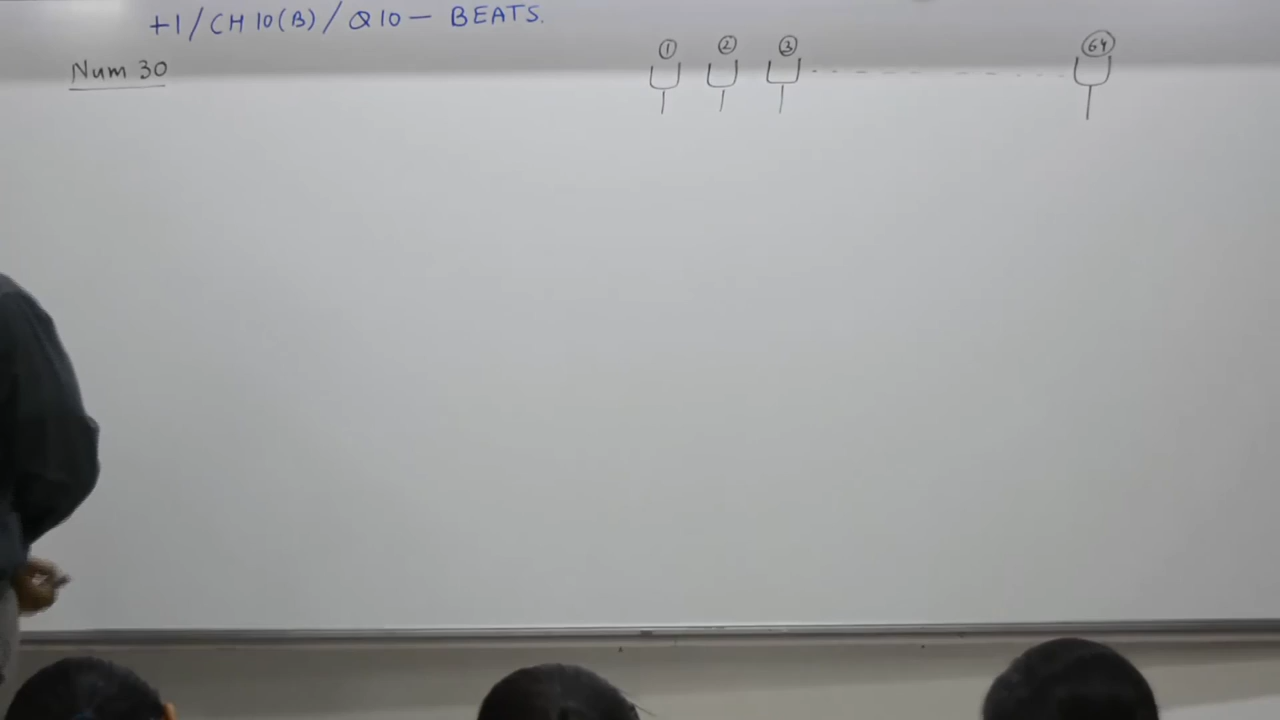 +1/CH 10(B)/Q10 — BEATS.
Num 30
① ② ③ 64